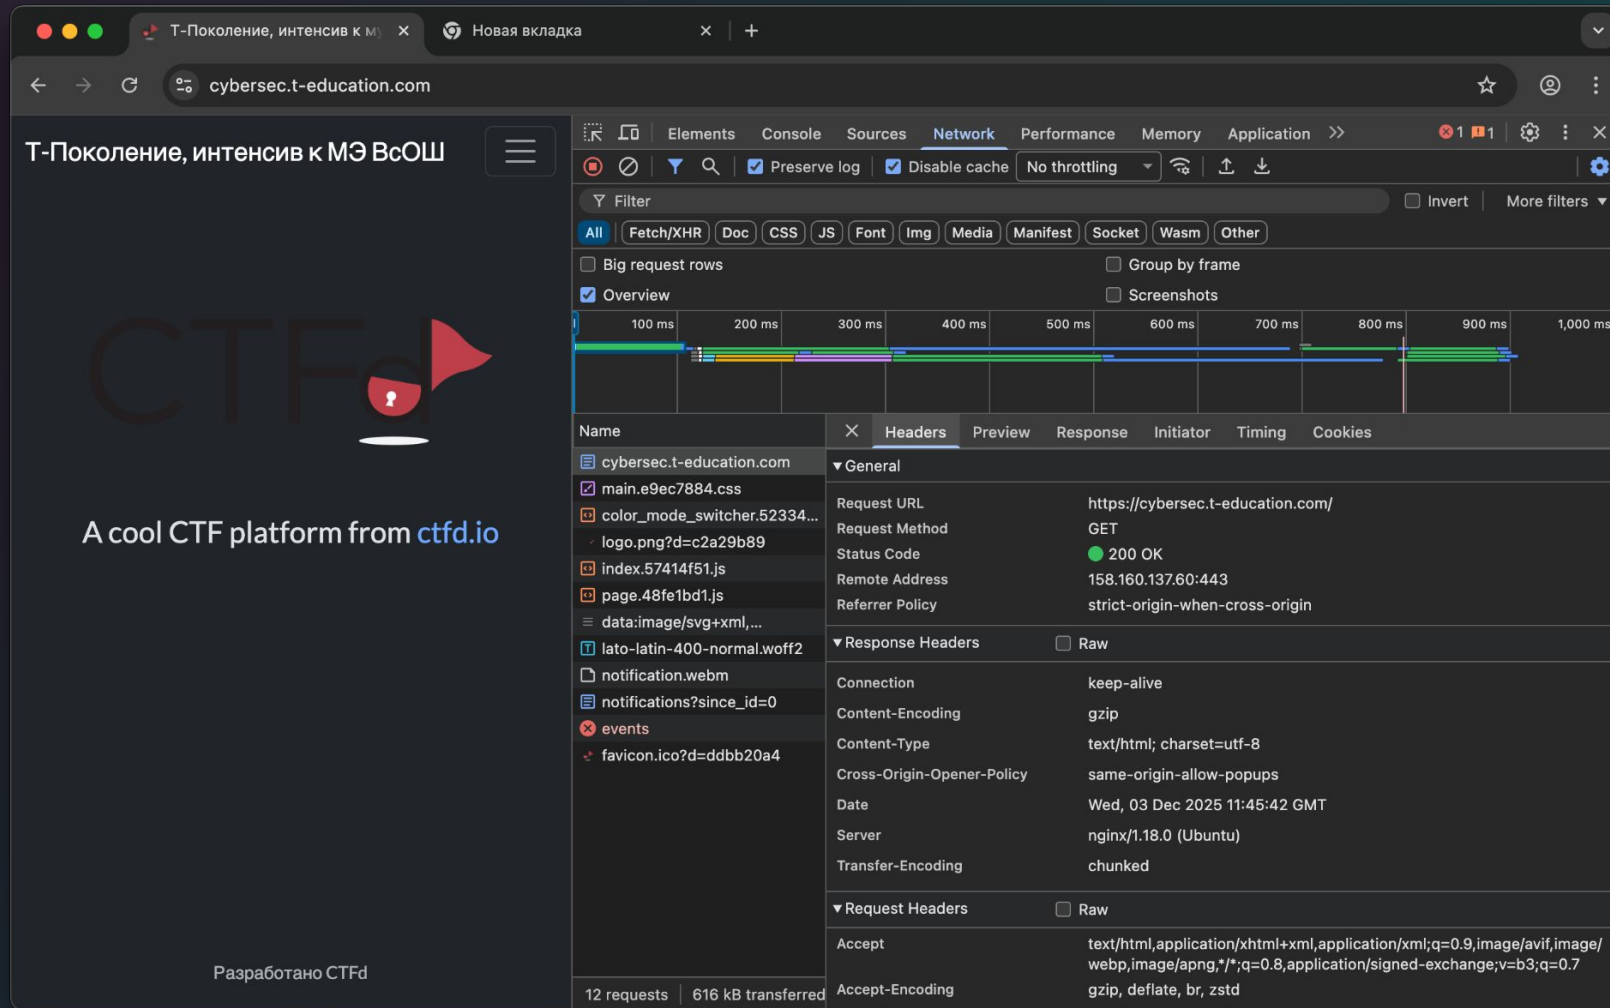 Т-Поколение, интенсив к му
Новая вкладка
cybersec.t-education.com
Т-Поколение, интенсив к МЭ ВсОШ
CTFd
A cool CTF platform from ctfd.io
Разработано CTFd
Elements Console Sources Network Performance Memory Application 1 1
Preserve log Disable cache No throttling
Filter Invert More filters
All Fetch/XHR Doc CSS JS Font Img Media Manifest Socket Wasm Other
Big request rows Group by frame
Overview Screenshots
100 ms 200 ms 300 ms 400 ms 500 ms 600 ms 700 ms 800 ms 900 ms 1,000 ms
Name
cybersec.t-education.com
main.e9ec7884.css
color_mode_switcher.52334...
logo.png?d=c2a29b89
index.57414f51.js
page.48fe1bd1.js
data:image/svg+xml,...
lato-latin-400-normal.woff2
notification.webm
notifications?since_id=0
events
favicon.ico?d=ddbb20a4
12 requests 616 kB transferred
Headers Preview Response Initiator Timing Cookies
General
Request URL https://cybersec.t-education.com/
Request Method GET
Status Code 200 OK
Remote Address 158.160.137.60:443
Referrer Policy strict-origin-when-cross-origin
Response Headers Raw
Connection keep-alive
Content-Encoding gzip
Content-Type text/html; charset=utf-8
Cross-Origin-Opener-Policy same-origin-allow-popups
Date Wed, 03 Dec 2025 11:45:42 GMT
Server nginx/1.18.0 (Ubuntu)
Transfer-Encoding chunked
Request Headers Raw
Accept text/html,application/xhtml+xml,application/xml;q=0.9,image/avif,image/
webp,image/apng,*/*;q=0.8,application/signed-exchange;v=b3;q=0.7
Accept-Encoding gzip, deflate, br, zstd